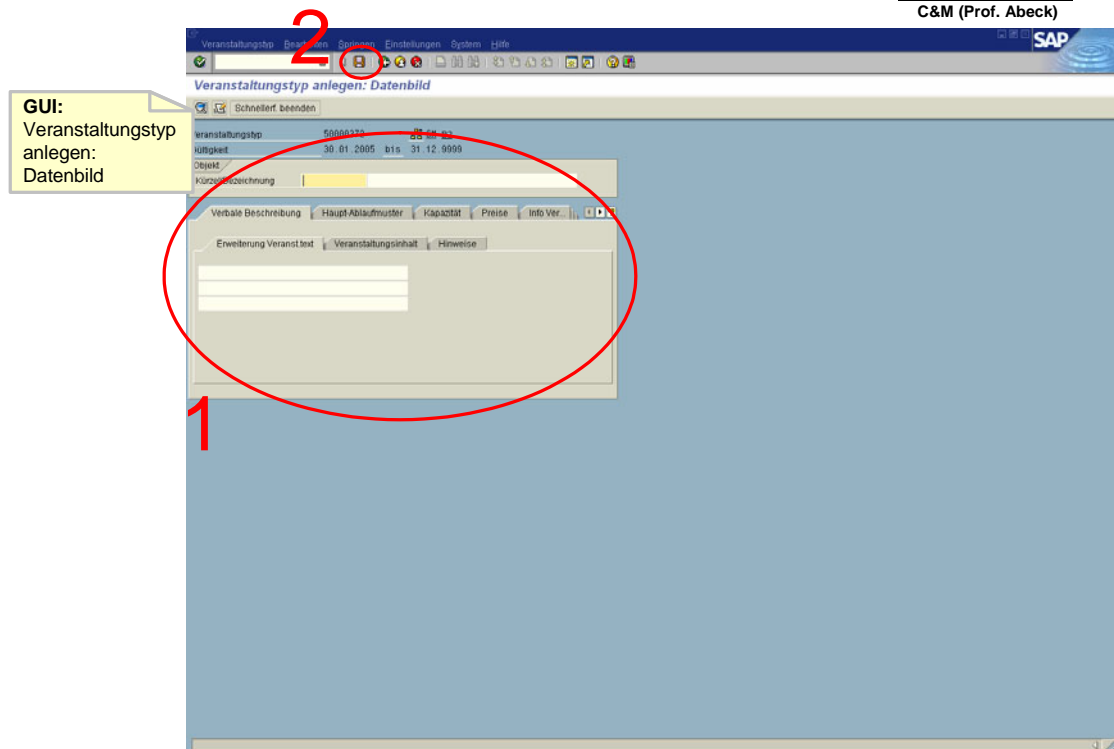 C&M (Prof. Abeck)
2
Veranstaltungstyp Bearbeiten Springen Einstellungen System Hilfe
SAP
Veranstaltungstyp anlegen: Datenbild
Schnellerf. beenden
GUI:
Veranstaltungstyp
anlegen:
Datenbild
Veranstaltungstyp
Gültigkeit 30.01.2005 bis 31.12.9999
Objekt
Kürzel/Bezeichnung
Verbale Beschreibung Haupt-Ablaufmuster Kapazität Preise Info Ver...
Erweiterung Veranst.text Veranstaltungsinhalt Hinweise
1